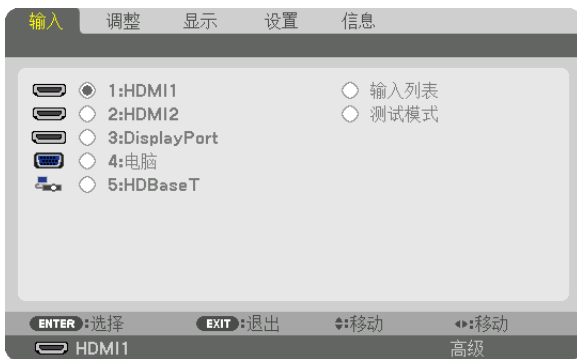 输入 调整 显示 设置 信息
1:HDMI1 输入列表
2:HDMI2 测试模式
3:DisplayPort
4:电脑
5:HDBaseT
ENTER:选择 EXIT:退出 :移动 :移动
HDMI1 高级